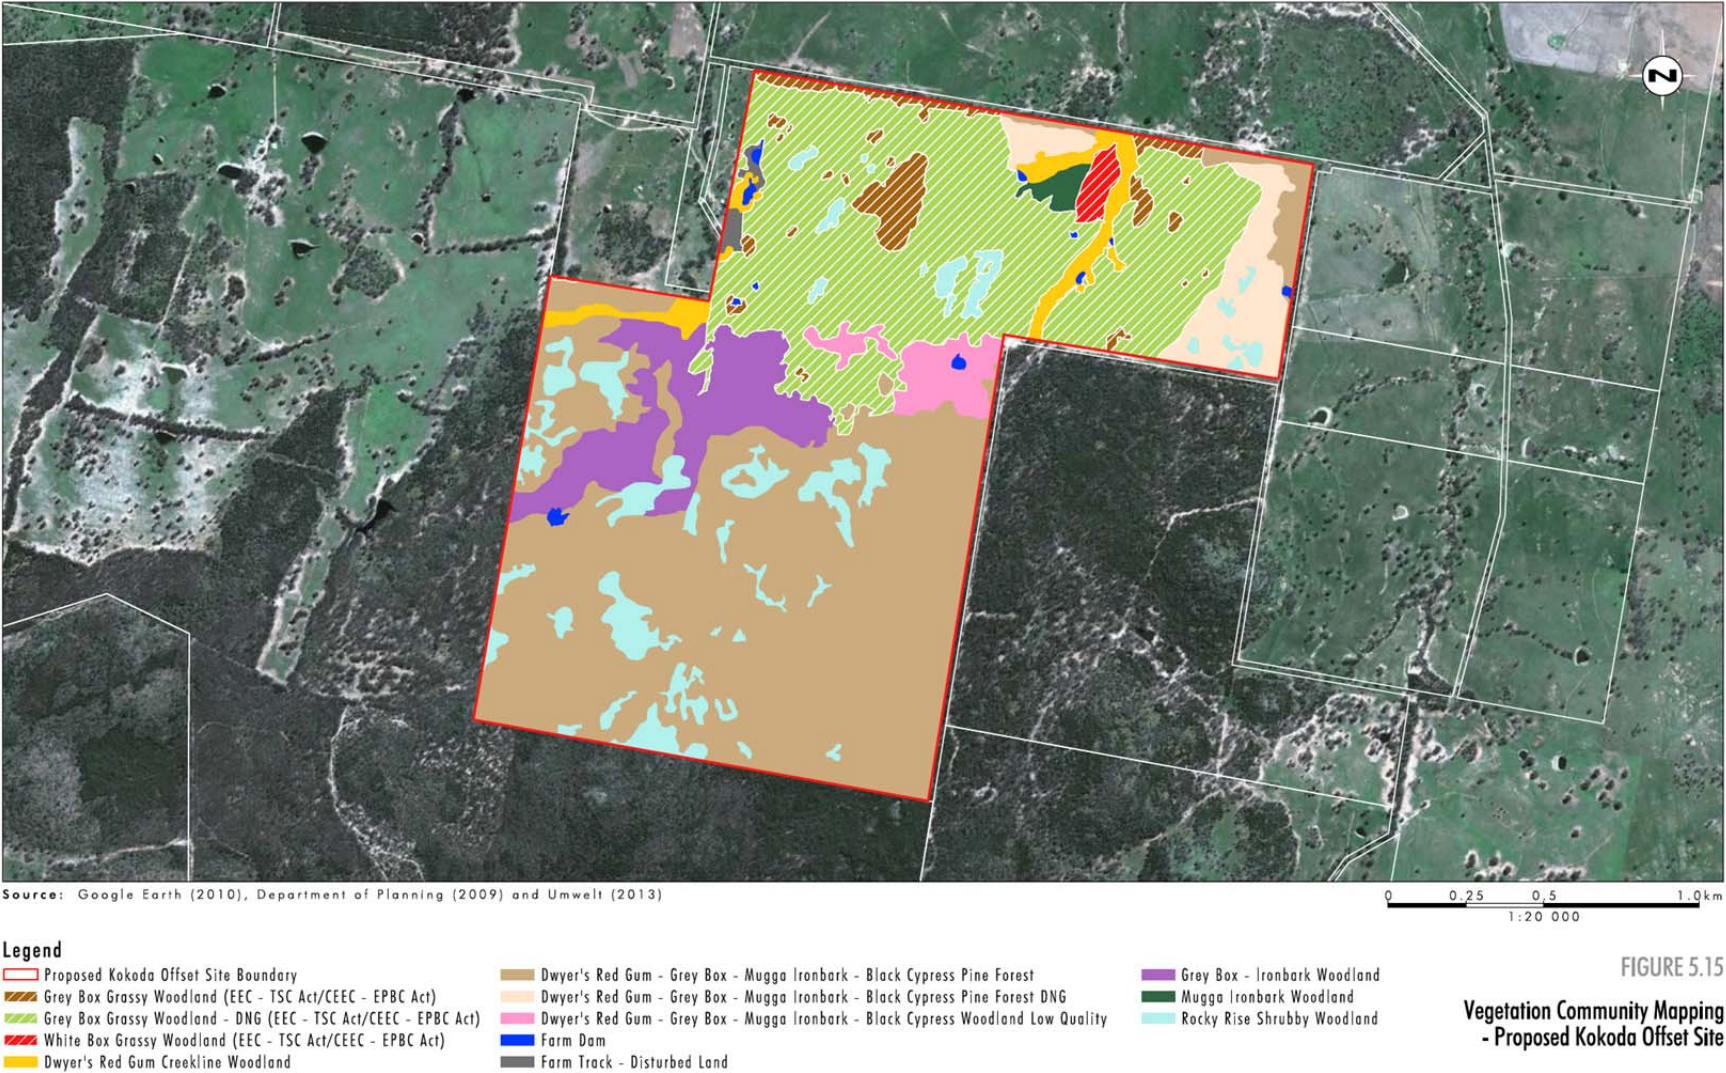 N
Source: Google Earth (2010), Department of Planning (2009) and Umwelt (2013)
0 0.25 0.5 1.0km
1:20 000
Legend
Proposed Kokoda Offset Site Boundary
Grey Box Grassy Woodland (EEC - TSC Act/CEEC - EPBC Act)
Grey Box Grassy Woodland - DNG (EEC - TSC Act/CEEC - EPBC Act)
White Box Grassy Woodland (EEC - TSC Act/CEEC - EPBC Act)
Dwyer's Red Gum Creekline Woodland
Dwyer's Red Gum - Grey Box - Mugga Ironbark - Black Cypress Pine Forest
Dwyer's Red Gum - Grey Box - Mugga Ironbark - Black Cypress Pine Forest DNG
Dwyer's Red Gum - Grey Box - Mugga Ironbark - Black Cypress Woodland Low Quality
Farm Dam
Farm Track - Disturbed Land
Grey Box - Ironbark Woodland
Mugga Ironbark Woodland
Rocky Rise Shrubby Woodland
FIGURE 5.15
Vegetation Community Mapping
- Proposed Kokoda Offset Site